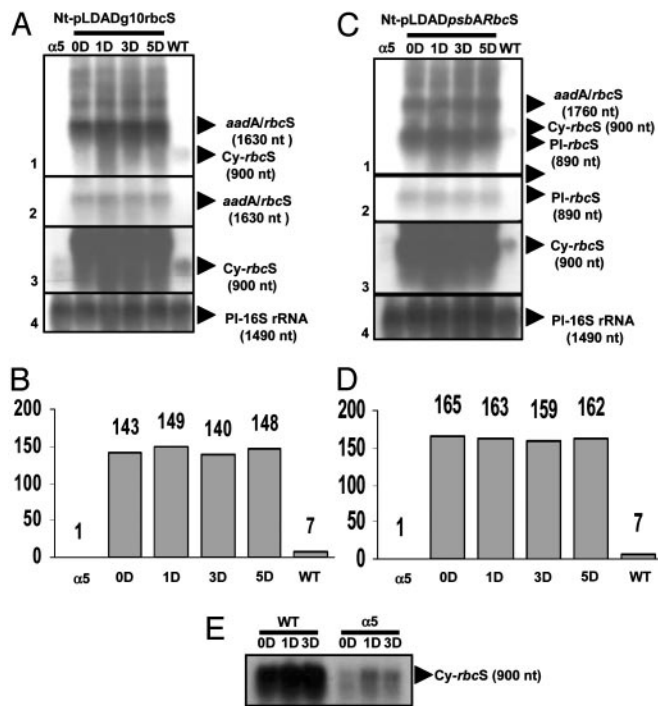 A
Nt-pLDADg10rbcS
α5 0D 1D 3D 5D WT
aadA/rbcS
(1630 nt )
Cy-rbcS
(900 nt)
1
aadA/rbcS
(1630 nt )
2
Cy-rbcS
(900 nt)
3
Pl-16S rRNA
(1490 nt)
4
C
Nt-pLDADpsbARbcS
α5 0D 1D 3D 5D WT
aadA/rbcS
(1760 nt)
Cy-rbcS (900 nt)
Pl-rbcS
(890 nt)
1
Pl-rbcS
(890 nt)
2
Cy-rbcS
(900 nt)
3
Pl-16S rRNA
(1490 nt)
4
B
200
150
100
50
0
1 143 149 140 148 7
α5 0D 1D 3D 5D WT
D
200
150
100
50
0
1 165 163 159 162 7
α5 0D 1D 3D 5D WT
E
WT α5
0D 1D 3D 0D 1D 3D
Cy-rbcS (900 nt)